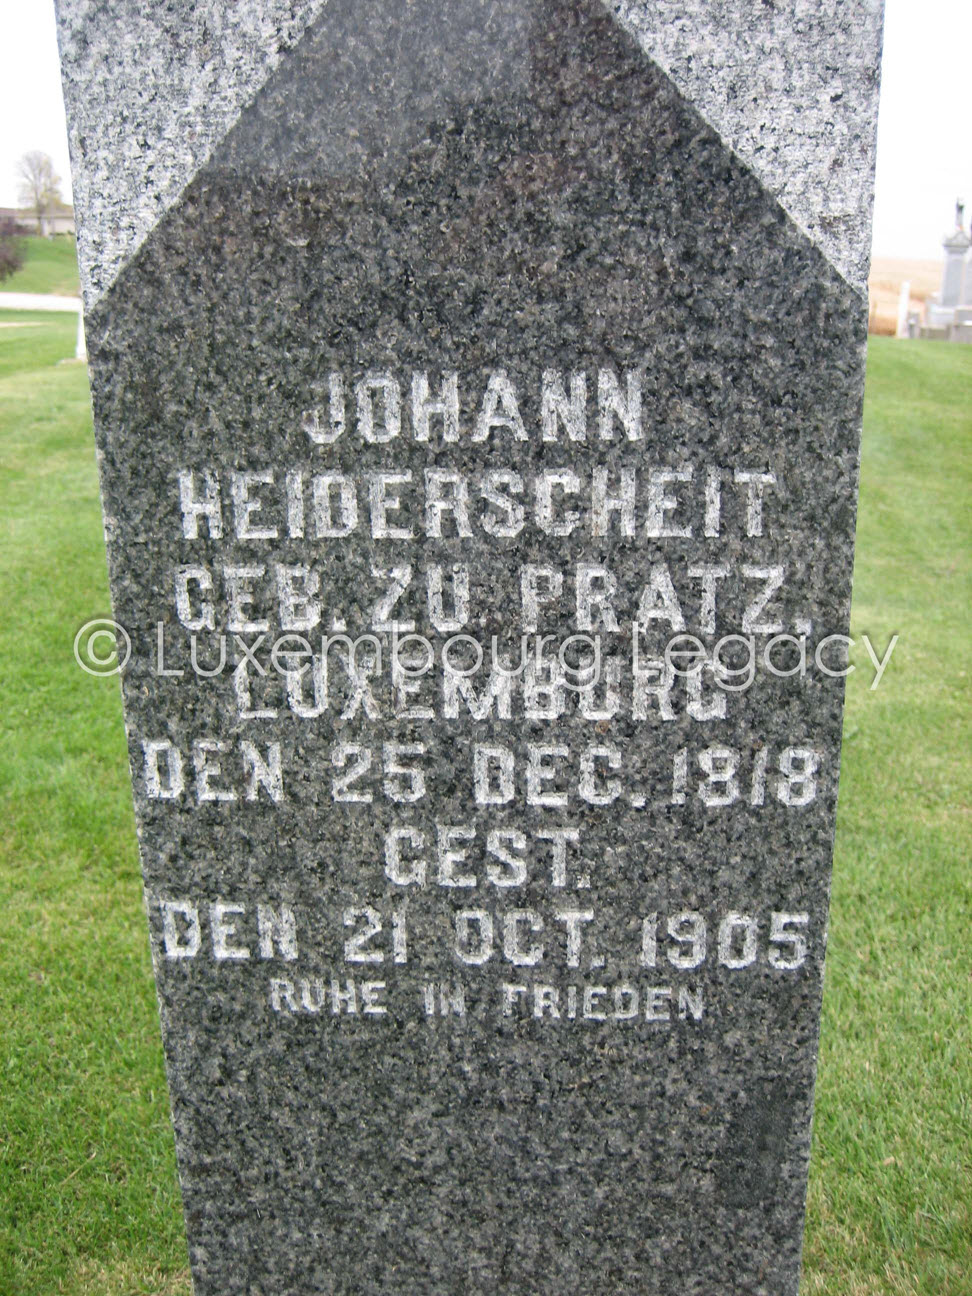 JOHANN
HEIDERSCHEIT
GEB. ZU. PRATZ.
© Luxembourg Legacy
LUXEMBURG
DEN 25 DEC. 1818
GEST.
DEN 21 OCT. 1905
RUHE IN FRIEDEN